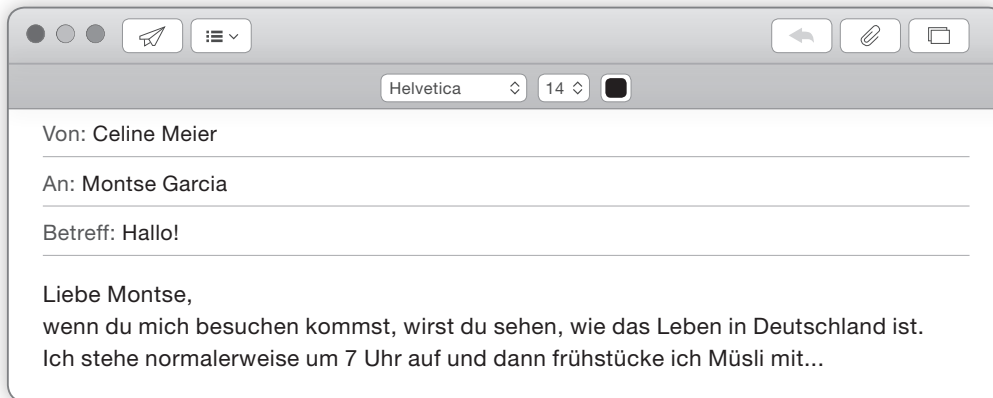 Helvetica 14
Von: Celine Meier
An: Montse Garcia
Betreff: Hallo!
Liebe Montse,
wenn du mich besuchen kommst, wirst du sehen, wie das Leben in Deutschland ist.
Ich stehe normalerweise um 7 Uhr auf und dann frühstücke ich Müsli mit...